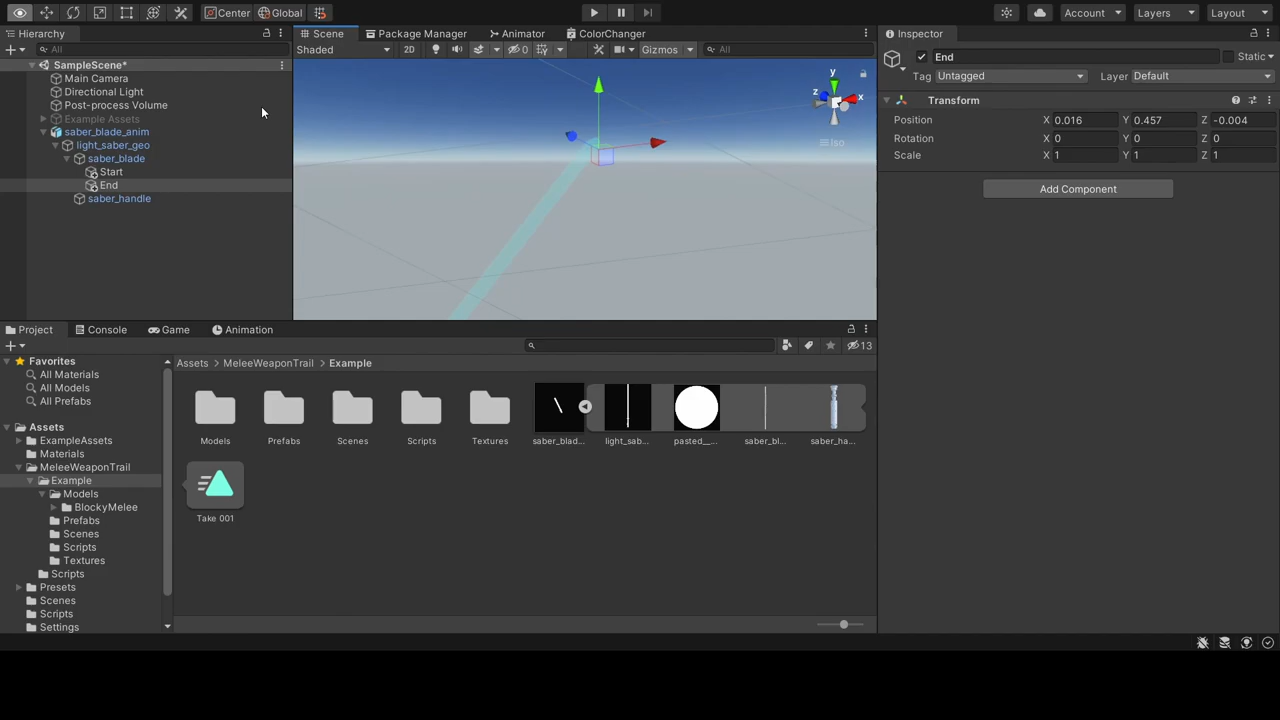 Center
Global
Account
Layers
Layout
Hierarchy
All
SampleScene*
Main Camera
Directional Light
Post-process Volume
Example Assets
saber_blade_anim
light_saber_geo
saber_blade
Start
End
saber_handle
Scene
Package Manager
Animator
ColorChanger
Shaded
2D
0
Gizmos
All
y
z
x
Iso
Inspector
End
Static
Tag
Untagged
Layer
Default
Transform
Position
X
0.016
Y
0.457
Z
-0.004
Rotation
X
0
Y
0
Z
0
Scale
X
1
Y
1
Z
1
Add Component
Project
Console
Game
Animation
13
Favorites
All Materials
All Models
All Prefabs
Assets
ExampleAssets
Materials
MeleeWeaponTrail
Example
Models
BlockyMelee
Prefabs
Scenes
Scripts
Textures
Scripts
Presets
Scenes
Scripts
Settings
Assets
MeleeWeaponTrail
Example
Models
Prefabs
Scenes
Scripts
Textures
saber_blad...
light_sab...
pasted__...
saber_bl...
saber_ha...
Take 001